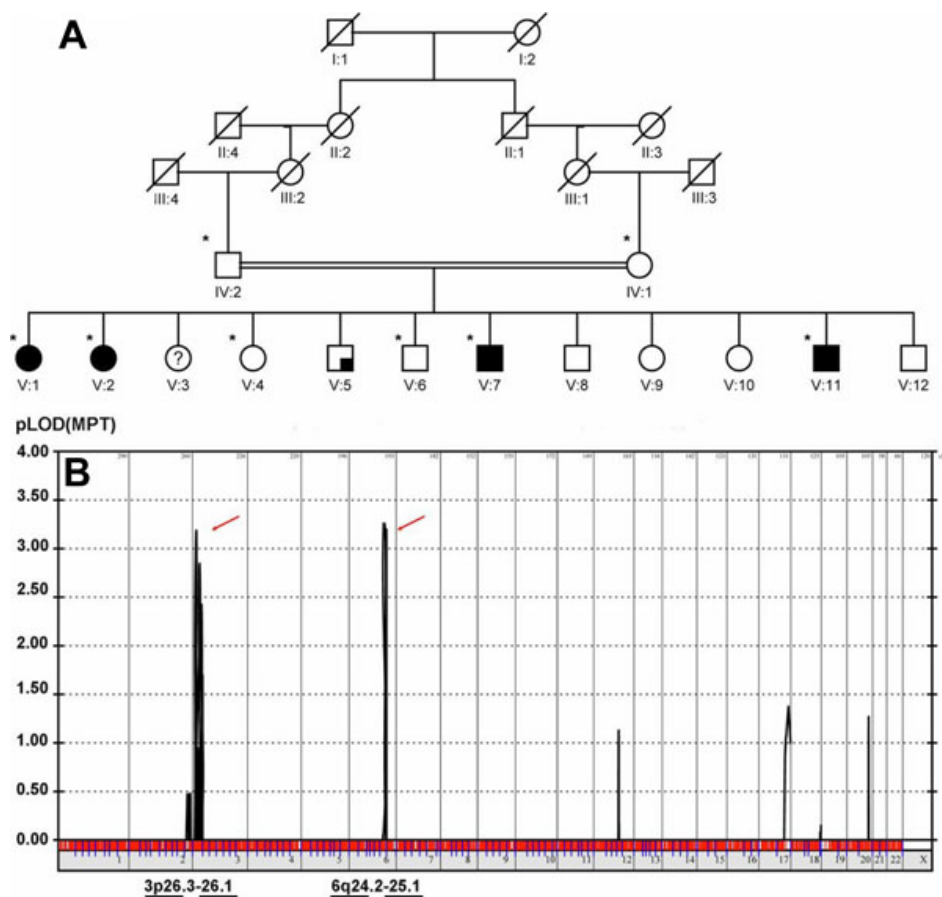 A
I:1
I:2
II:4
II:2
II:1
II:3
III:4
III:2
III:1
III:3
*
*
IV:2
IV:1
* * * * * *
?
V:1 V:2 V:3 V:4 V:5 V:6 V:7 V:8 V:9 V:10 V:11 V:12
pLOD(MPT)
B
4.00
3.50
3.00
2.50
2.00
1.50
1.00
0.50
0.00
1 2 3 4 5 6 7 8 9 10 11 12 13 14 15 16 17 18 19 20 21 22 X
3p26.3-26.1 6q24.2-25.1